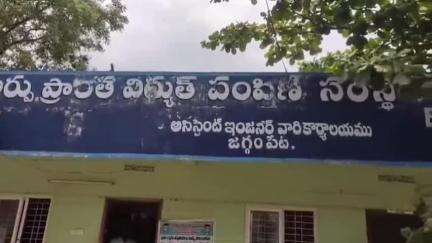 ప్రాంత విద్యుత్ పంపిణి సంస్థ
అసిస్టెంట్ ఇంజనీర్ వారి కార్యాలయము
జగ్గంపేట.